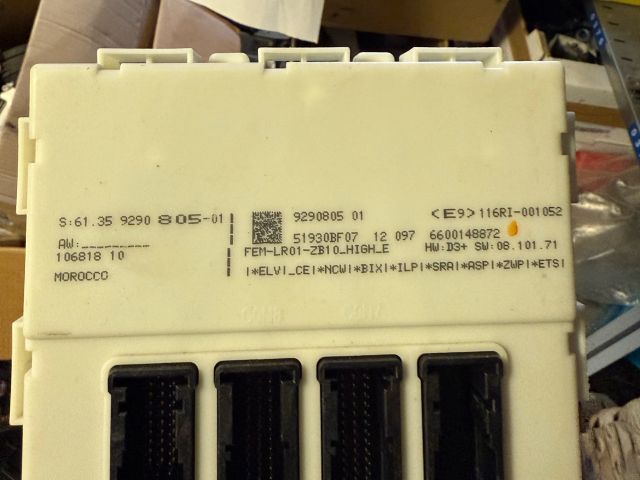 S:61.35 9290 805-01
AW:_________
106818 10
MOROCCO
9290805 01
51930BF07 12 097
FEM-LR01-ZB10_HIGH_E
<E9>116RI-001052
6600148872
HW:D3+ SW:08.101.71
|*ELV|_CE|*NCW|*BIX|*ILP|*SRA|*ASP|*ZWP|*ETS|